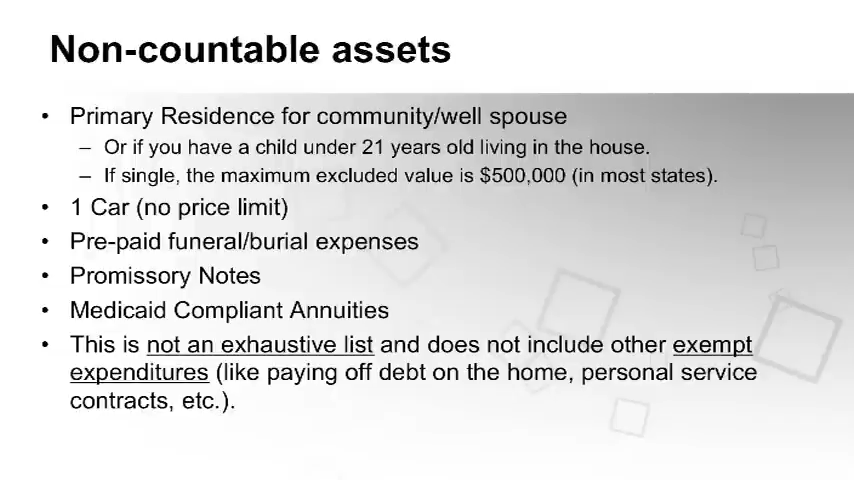 Non-countable assets
• Primary Residence for community/well spouse
– Or if you have a child under 21 years old living in the house.
– If single, the maximum excluded value is $500,000 (in most states).
• 1 Car (no price limit)
• Pre-paid funeral/burial expenses
• Promissory Notes
• Medicaid Compliant Annuities
• This is not an exhaustive list and does not include other exempt
expenditures (like paying off debt on the home, personal service
contracts, etc.).